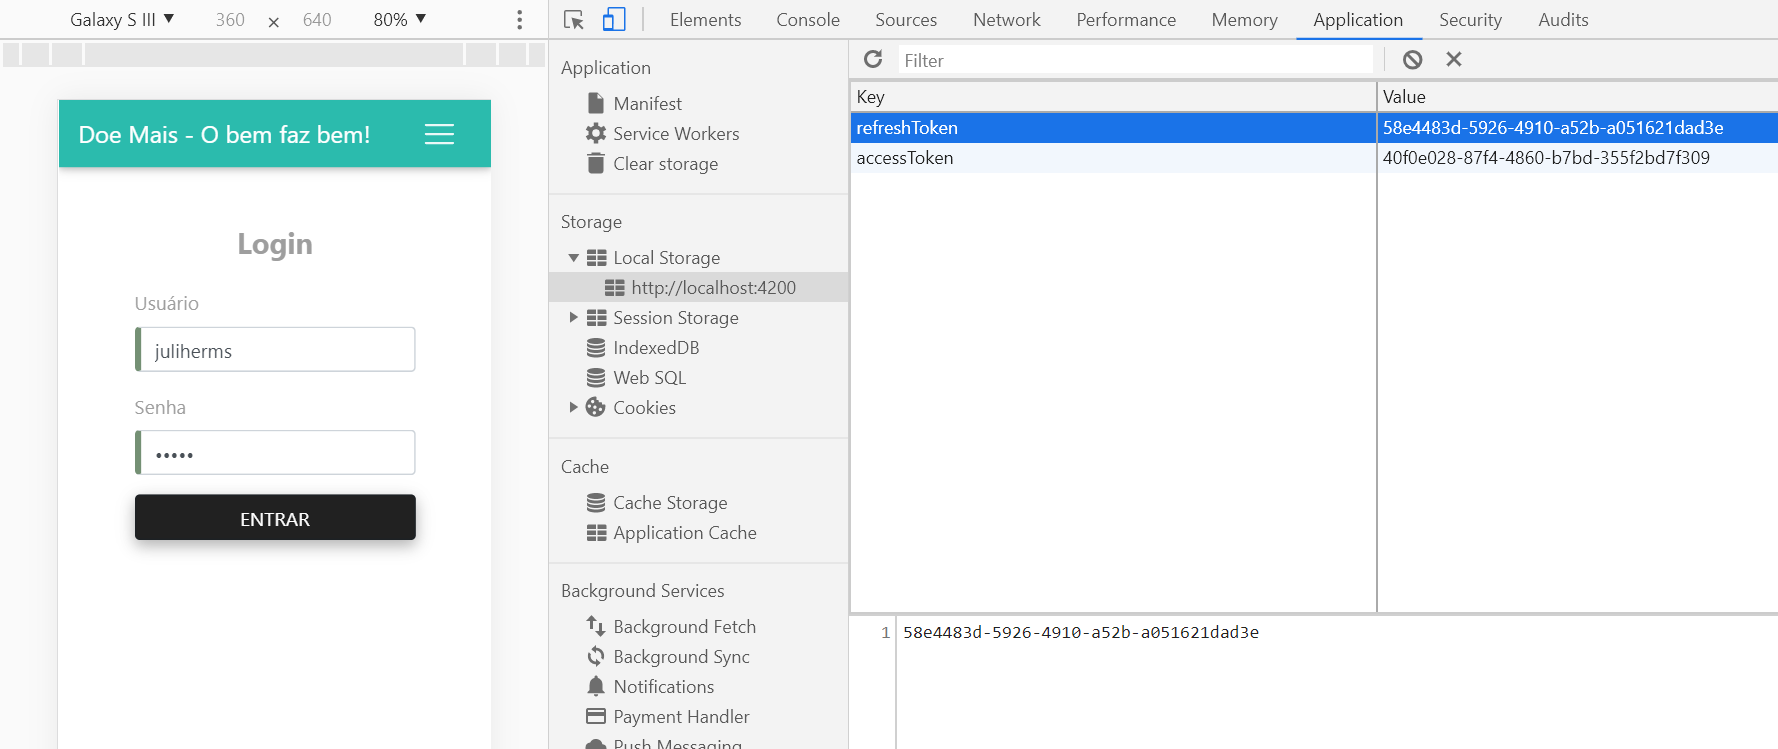 Galaxy S III ▼ 360 × 640 80% ▼
Elements Console Sources Network Performance Memory Application Security Audits
Doe Mais - O bem faz bem!
Login
Usuário
juliherms
Senha
•••••
ENTRAR
Application
Manifest
Service Workers
Clear storage
Storage
Local Storage
http://localhost:4200
Session Storage
IndexedDB
Web SQL
Cookies
Cache
Cache Storage
Application Cache
Background Services
Background Fetch
Background Sync
Notifications
Payment Handler
Push Messaging
Filter
Key Value
refreshToken 58e4483d-5926-4910-a52b-a051621dad3e
accessToken 40f0e028-87f4-4860-b7bd-355f2bd7f309
1 58e4483d-5926-4910-a52b-a051621dad3e